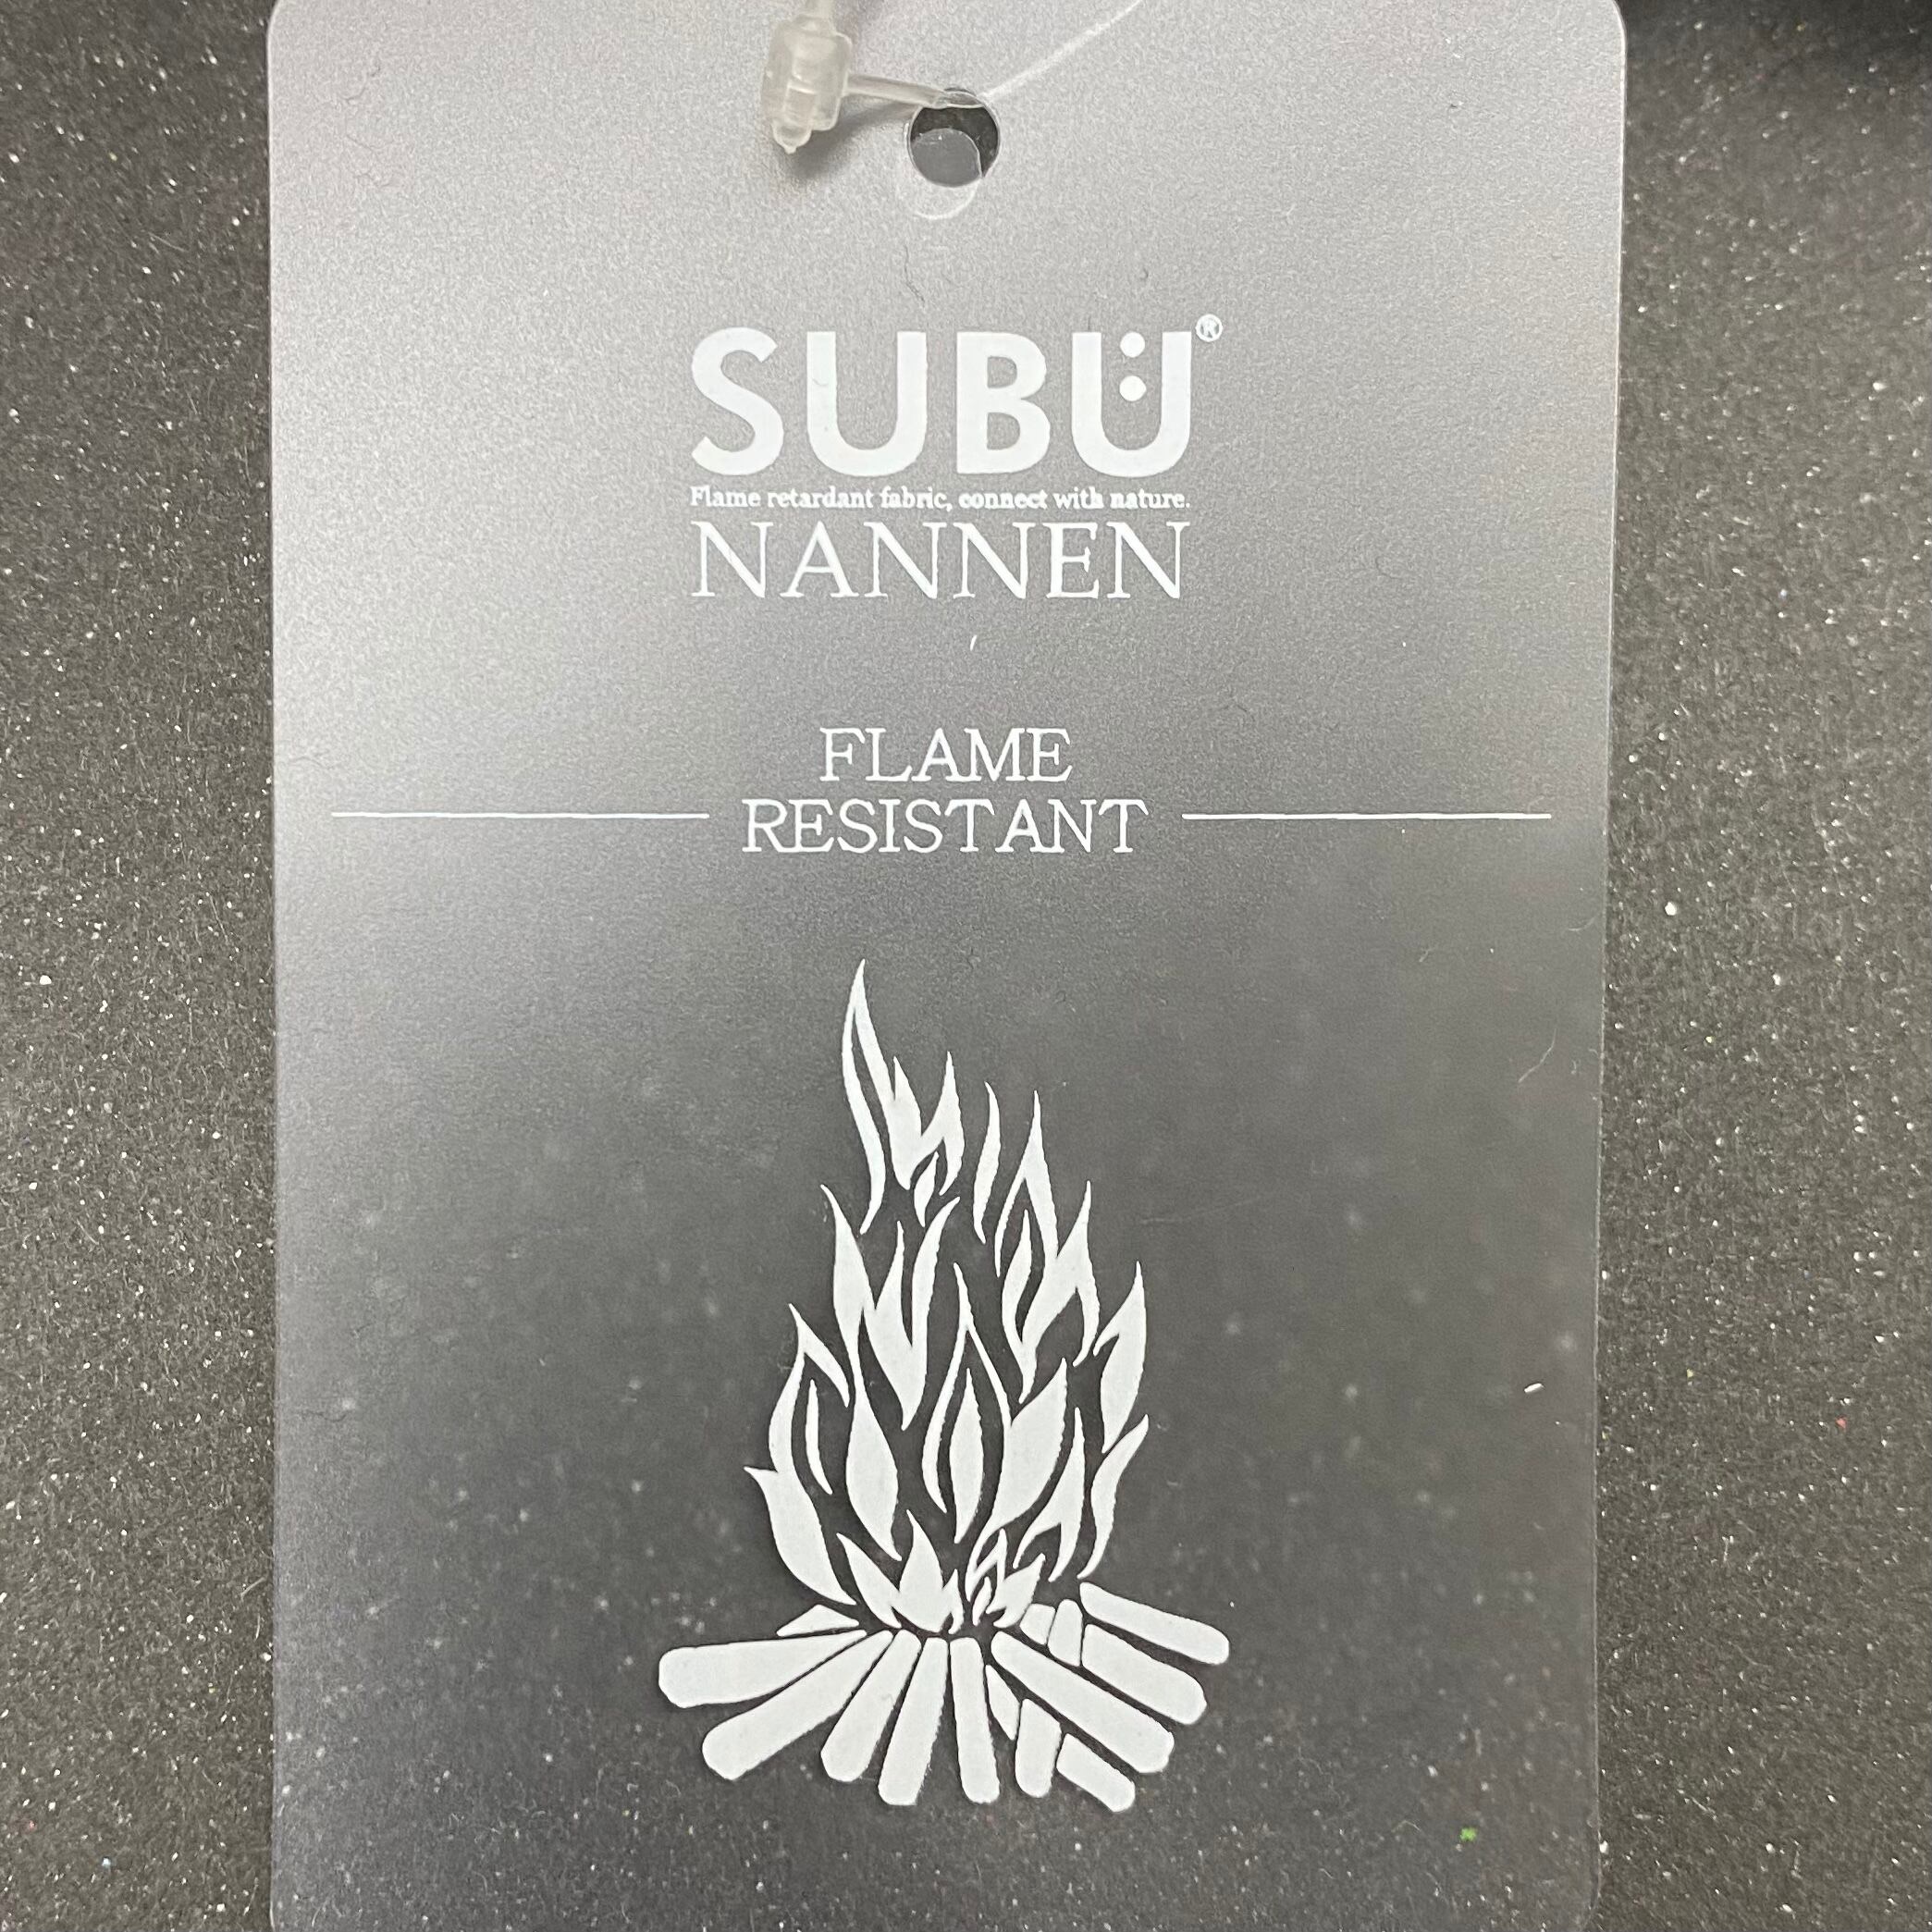 SUBU®
Flame retardant fabric, connect with nature.
NANNEN
FLAME
RESISTANT